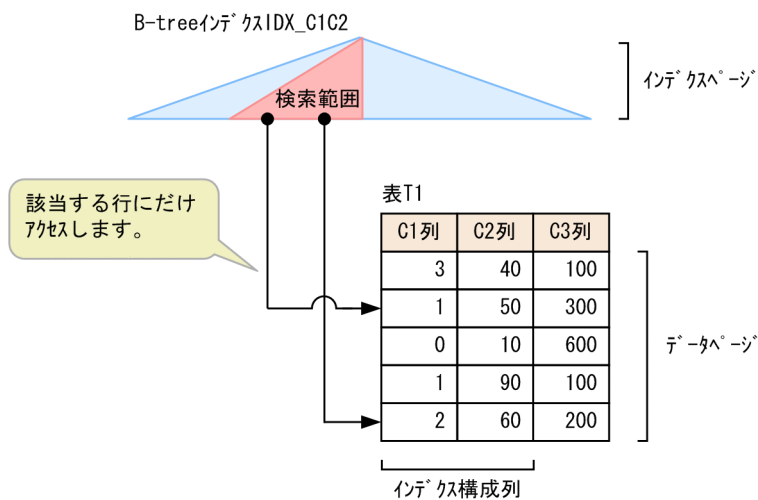 B-treeｲﾝﾃﾞｸｽIDX_C1C2
ｲﾝﾃﾞｸｽﾍﾟｰｼﾞ
検索範囲
該当する行にだけ
ｱｸｾｽします。
表T1
C1列 C2列 C3列
3 40 100
1 50 300
0 10 600
1 90 100
2 60 200
ﾃﾞｰﾀﾍﾟｰｼﾞ
ｲﾝﾃﾞｸｽ構成列